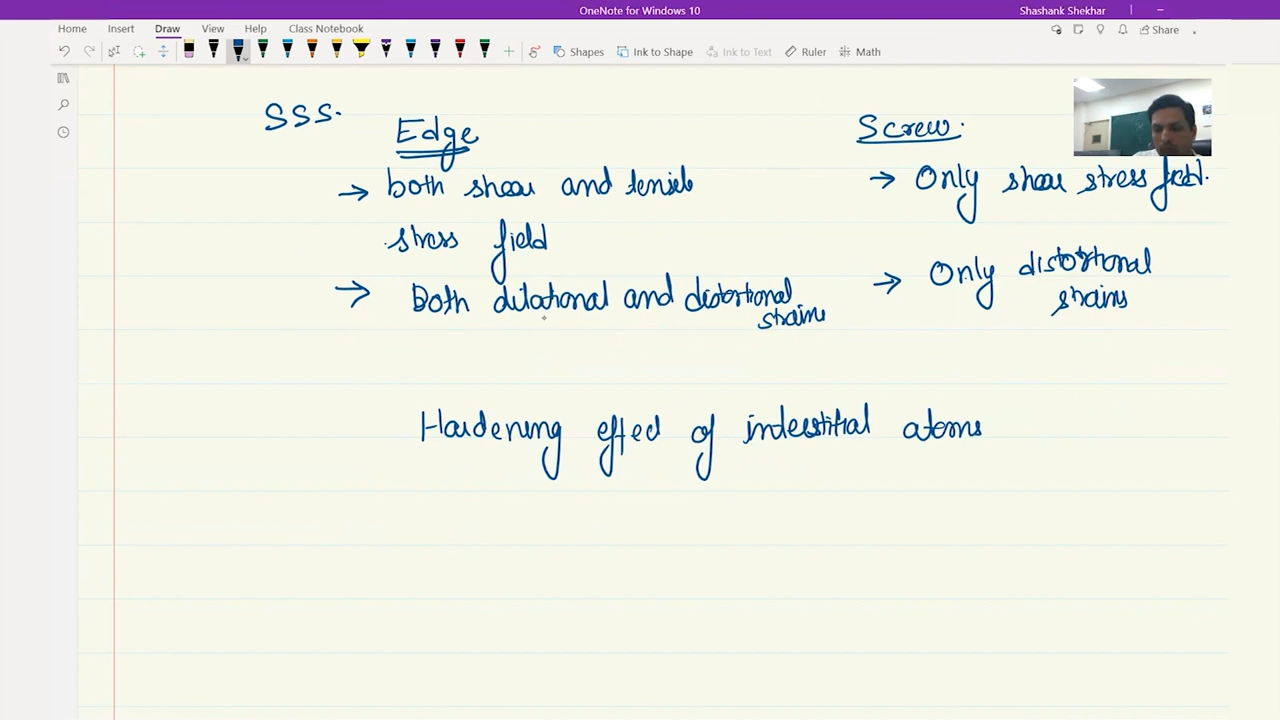 OneNote for Windows 10
Shashank Shekhar
Home Insert Draw View Help Class Notebook
Shapes Ink to Shape Ink to Text Ruler Math Share
SSS.
Edge
Screw.
→ both shear and tensile
stress field
→ Only shear stress field.
→ Both dilational and distortional
strains
→ Only distortional
strains
Hardening effect of interstitial atoms